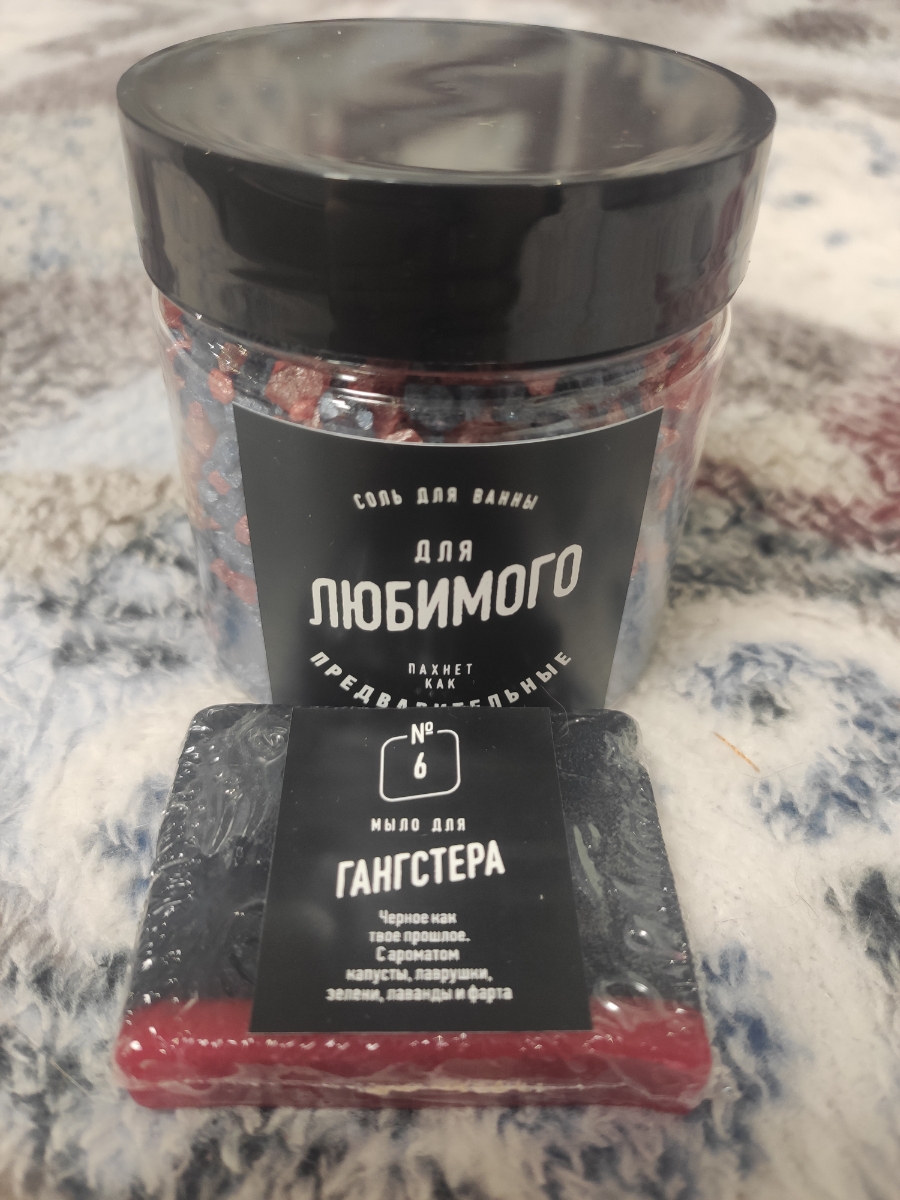 СОЛЬ ДЛЯ ВАННЫ
ДЛЯ
ЛЮБИМОГО
ПАХНЕТ
КАК
ПРЕДВАРИТЕЛЬНЫЕ
№
6
МЫЛО ДЛЯ
ГАНГСТЕРА
Черное как
твое прошлое.
С ароматом
капусты, лаврушки,
зелени, лаванды и фарта